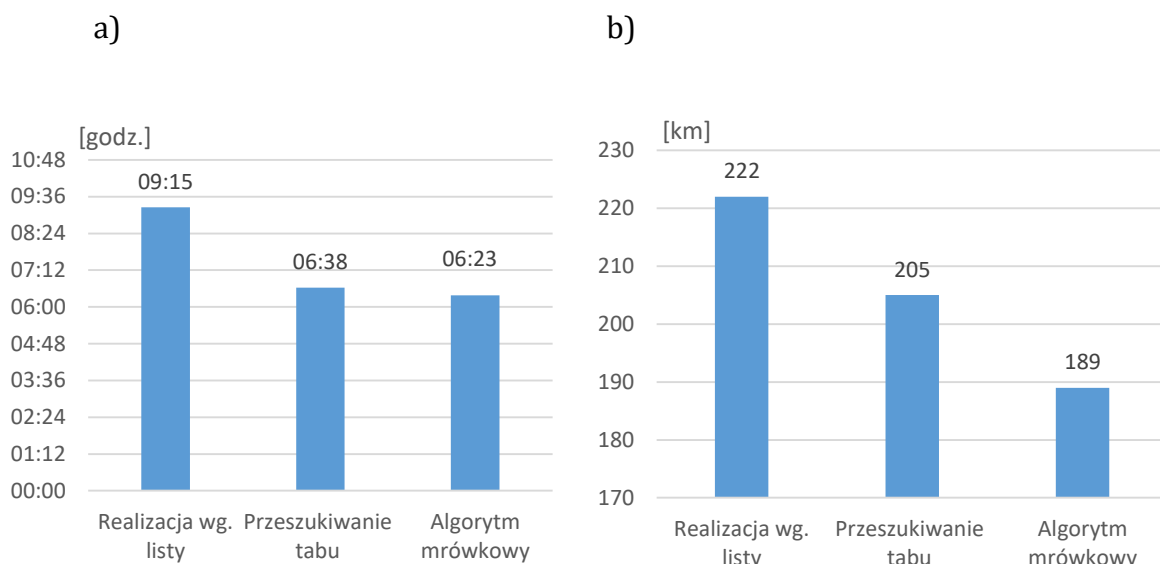 a)
[godz.]
10:48
09:36
08:24
07:12
06:00
04:48
03:36
02:24
01:12
00:00
09:15
06:38
06:23
Realizacja wg.
listy
Przeszukiwanie
tabu
Algorytm
mrówkowy
b)
[km]
230
220
210
200
190
180
170
222
205
189
Realizacja wg.
listy
Przeszukiwanie
tabu
Algorytm
mrówkowy